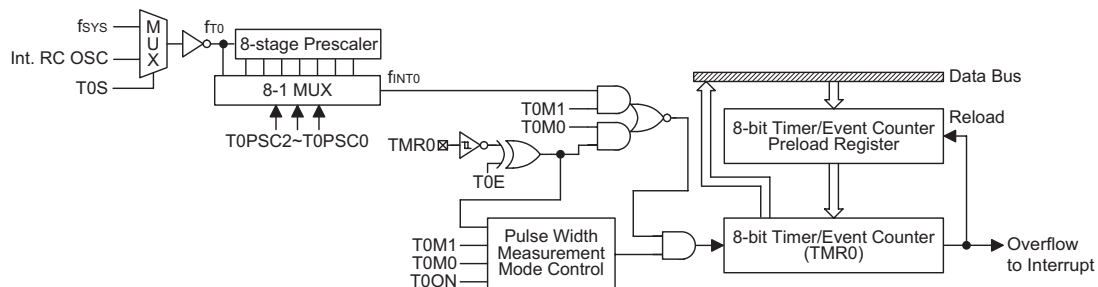 fSYS
Int. RC OSC
T0S
MUX
fT0
8-stage Prescaler
8-1 MUX
T0PSC2~T0PSC0
fINT0
T0M1
T0M0
TMR0
T0E
T0M1
T0M0
T0ON
Pulse Width
Measurement
Mode Control
Data Bus
8-bit Timer/Event Counter
Preload Register
Reload
8-bit Timer/Event Counter
(TMR0)
Overflow
to Interrupt